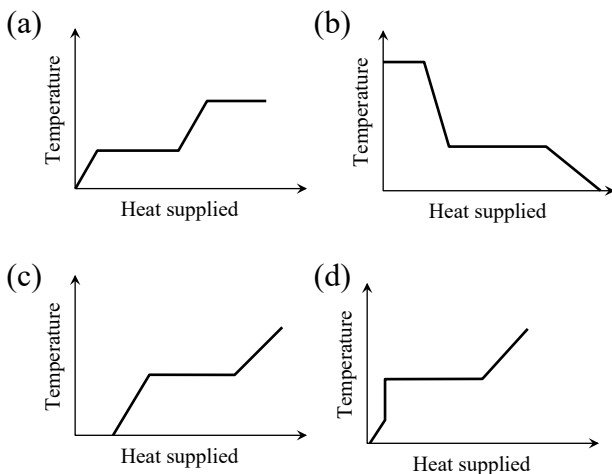 (a)
Temperature
Heat supplied
(b)
Temperature
Heat supplied
(c)
Temperature
Heat supplied
(d)
Temperature
Heat supplied